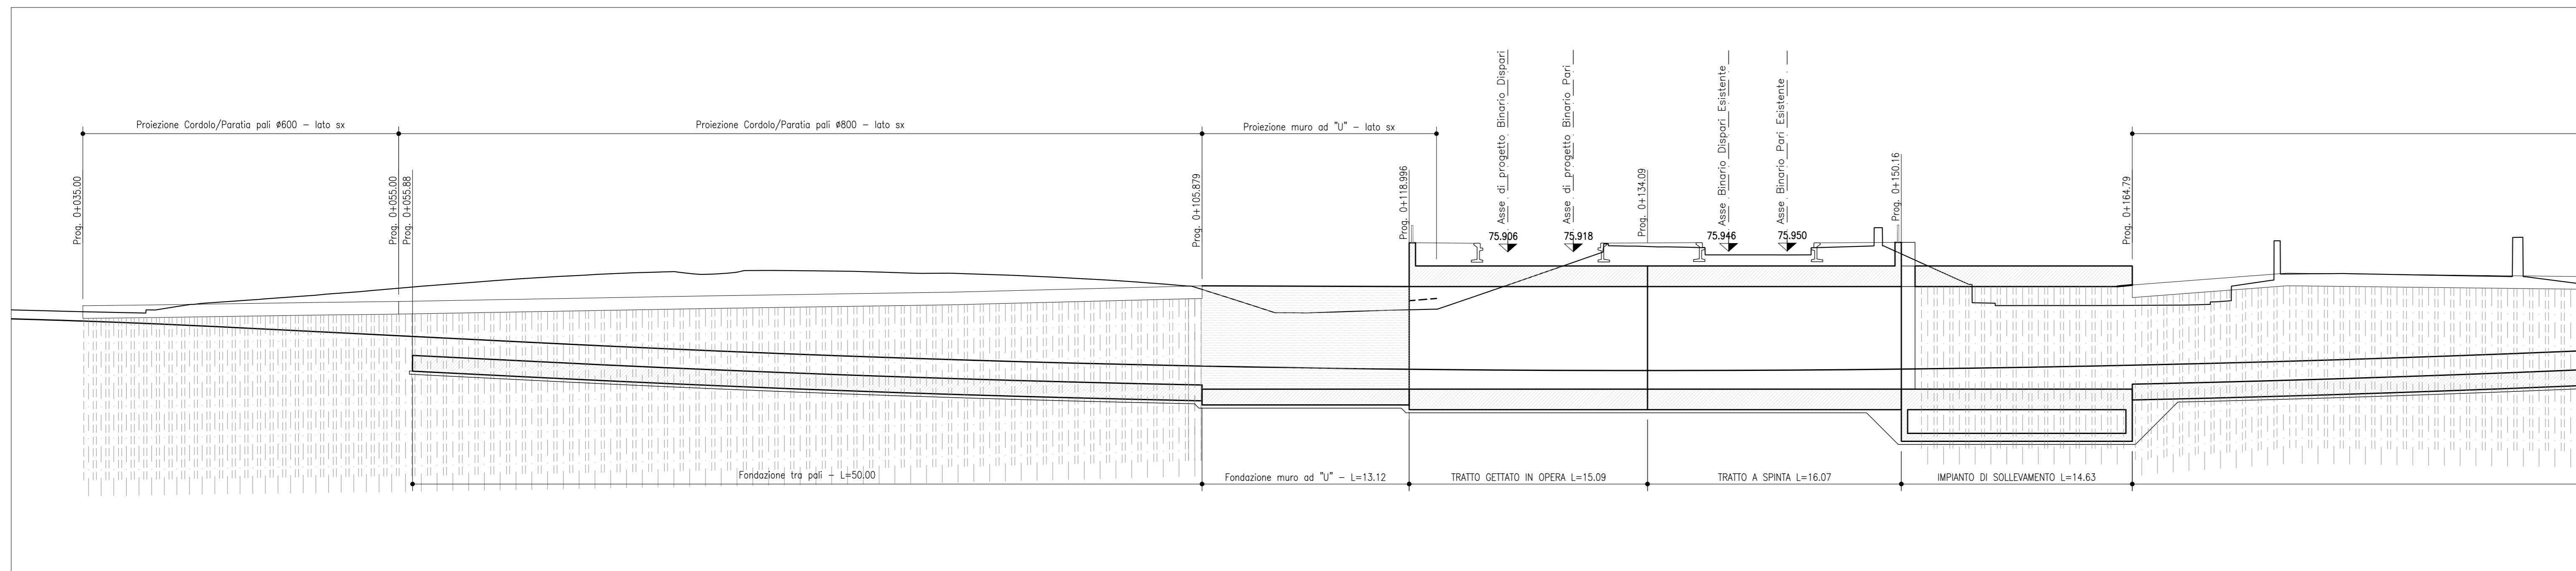 Proiezione Cordolo/Paratia pali ø600 - lato sx
Proiezione Cordolo/Paratia pali ø800 - lato sx
Proiezione muro ad "U" - lato sx
Asse di progetto Binario Dispari
Asse di progetto Binario Pari
Asse Binario Dispari Esistente
Asse Binario Pari Esistente
Prog. 0+035.00
Prog. 0+055.00
Prog. 0+055.88
Prog. 0+105.879
Prog. 0+118.996
Prog. 0+134.09
Prog. 0+150.16
Prog. 0+164.79
75.906
75.918
75.946
75.950
Fondazione tra pali - L=50.00
Fondazione muro ad "U" - L=13.12
TRATTO GETTATO IN OPERA L=15.09
TRATTO A SPINTA L=16.07
IMPIANTO DI SOLLEVAMENTO L=14.63